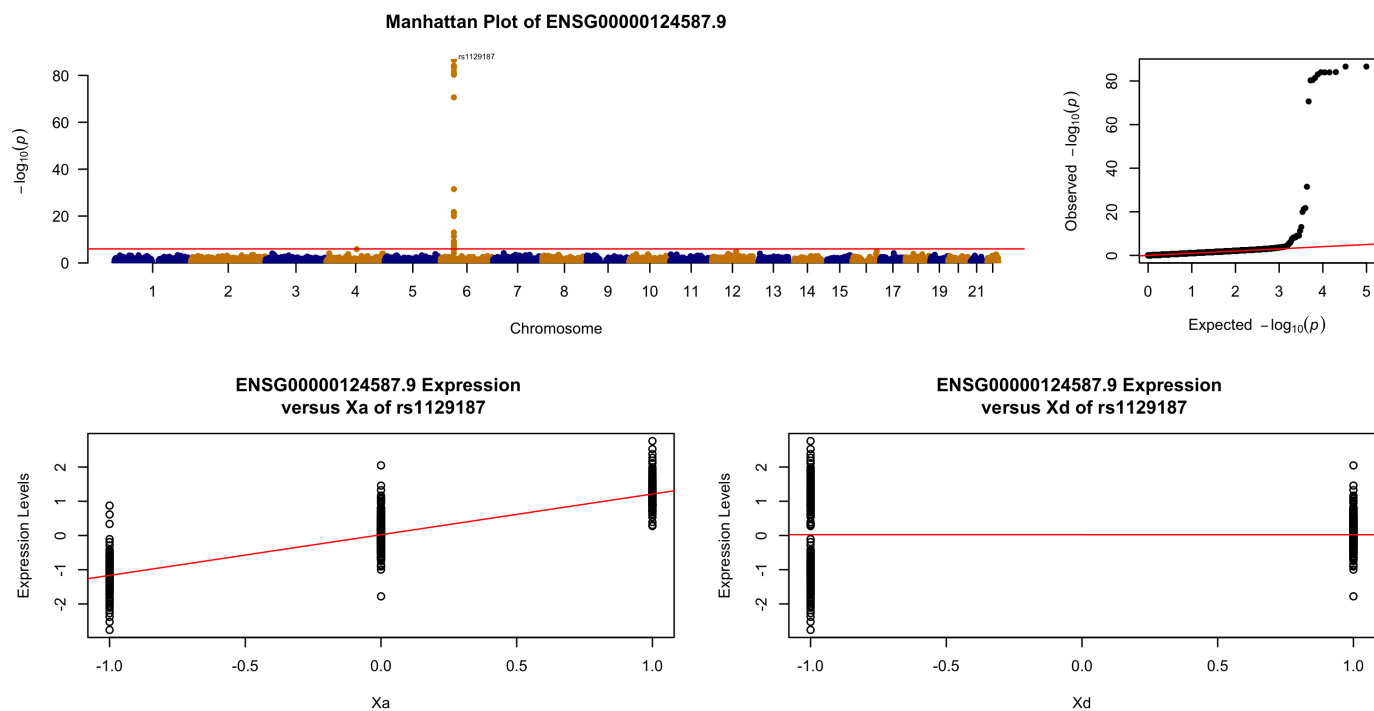 Manhattan Plot of ENSG00000124587.9
rs1129187
−log10(p)
80
60
40
20
0
1 2 3 4 5 6 7 8 9 10 11 12 13 14 15 17 19 21
Chromosome
Observed −log10(p)
80
60
40
20
0
0 1 2 3 4 5
Expected −log10(p)
ENSG00000124587.9 Expression
versus Xa of rs1129187
Expression Levels
2
1
0
-1
-2
-1.0 -0.5 0.0 0.5 1.0
Xa
ENSG00000124587.9 Expression
versus Xd of rs1129187
Expression Levels
2
1
0
-1
-2
-1.0 -0.5 0.0 0.5 1.0
Xd